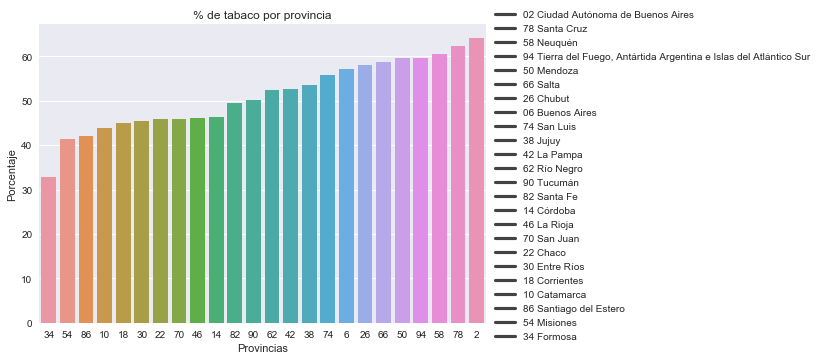 % de tabaco por provincia
Porcentaje
60
50
40
30
20
10
0
34 54 86 10 18 30 22 70 46 14 82 90 62 42 38 74 6 26 66 50 94 58 78 2
Provincias
02 Ciudad Autónoma de Buenos Aires
78 Santa Cruz
58 Neuquén
94 Tierra del Fuego, Antártida Argentina e Islas del Atlántico Sur
50 Mendoza
66 Salta
26 Chubut
06 Buenos Aires
74 San Luis
38 Jujuy
42 La Pampa
62 Río Negro
90 Tucumán
82 Santa Fe
14 Córdoba
46 La Rioja
70 San Juan
22 Chaco
30 Entre Ríos
18 Corrientes
10 Catamarca
86 Santiago del Estero
54 Misiones
34 Formosa